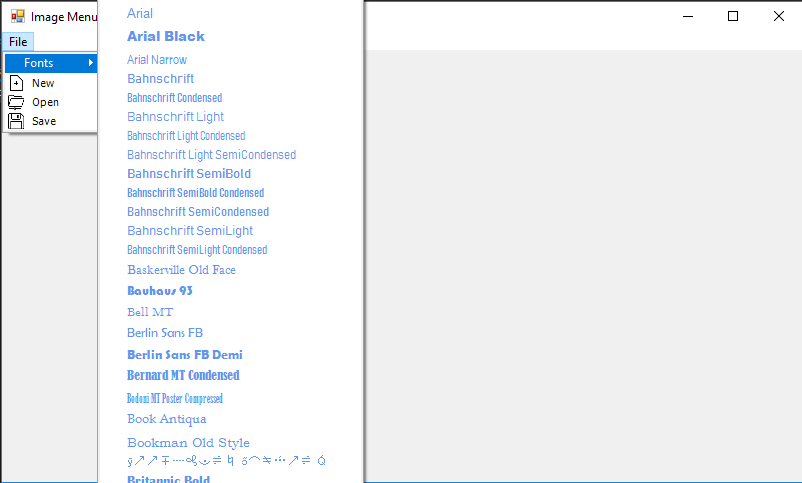 Image Menu
File
Fonts
New
Open
Save
Arial
Arial Black
Arial Narrow
Bahnschrift
Bahnschrift Condensed
Bahnschrift Light
Bahnschrift Light Condensed
Bahnschrift Light SemiCondensed
Bahnschrift SemiBold
Bahnschrift SemiBold Condensed
Bahnschrift SemiCondensed
Bahnschrift SemiLight
Bahnschrift SemiLight Condensed
Baskerville Old Face
Bauhaus 93
Bell MT
Berlin Sans FB
Berlin Sans FB Demi
Bernard MT Condensed
Bodoni MT Poster Compressed
Book Antiqua
Bookman Old Style
Britannic Bold